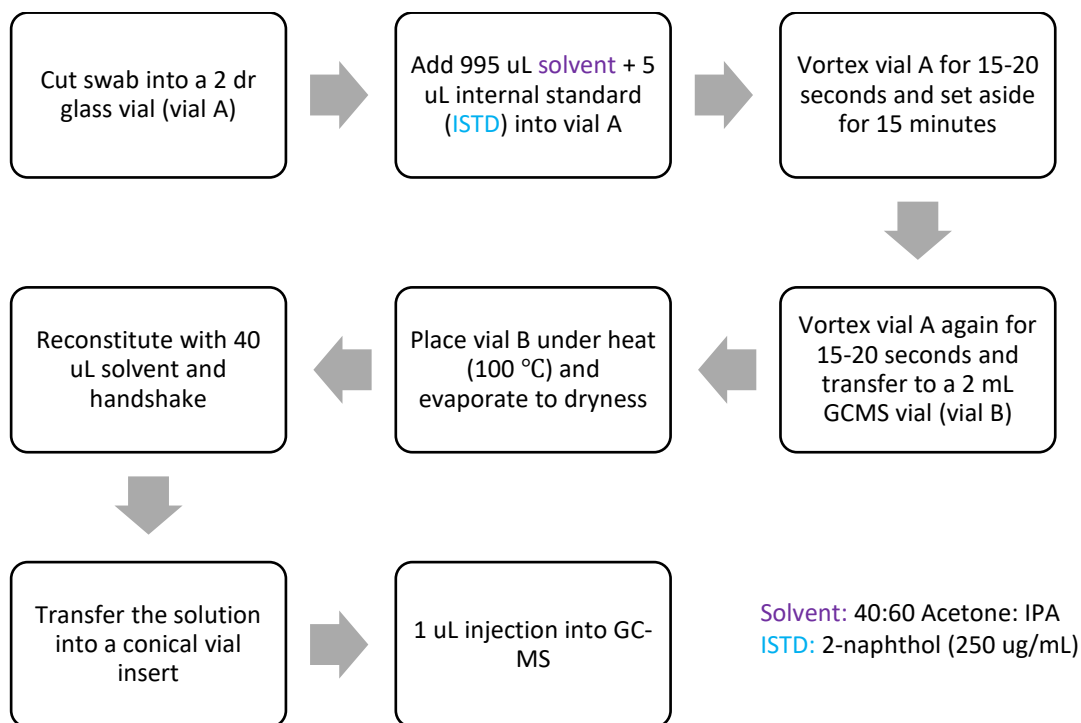 Cut swab into a 2 dr
glass vial (vial A)
Add 995 uL solvent + 5
uL internal standard
(ISTD) into vial A
Vortex vial A for 15-20
seconds and set aside
for 15 minutes
Vortex vial A again for
15-20 seconds and
transfer to a 2 mL
GCMS vial (vial B)
Place vial B under heat
(100 °C) and
evaporate to dryness
Reconstitute with 40
uL solvent and
handshake
Transfer the solution
into a conical vial
insert
1 uL injection into GC-
MS
Solvent: 40:60 Acetone: IPA
ISTD: 2-naphthol (250 ug/mL)